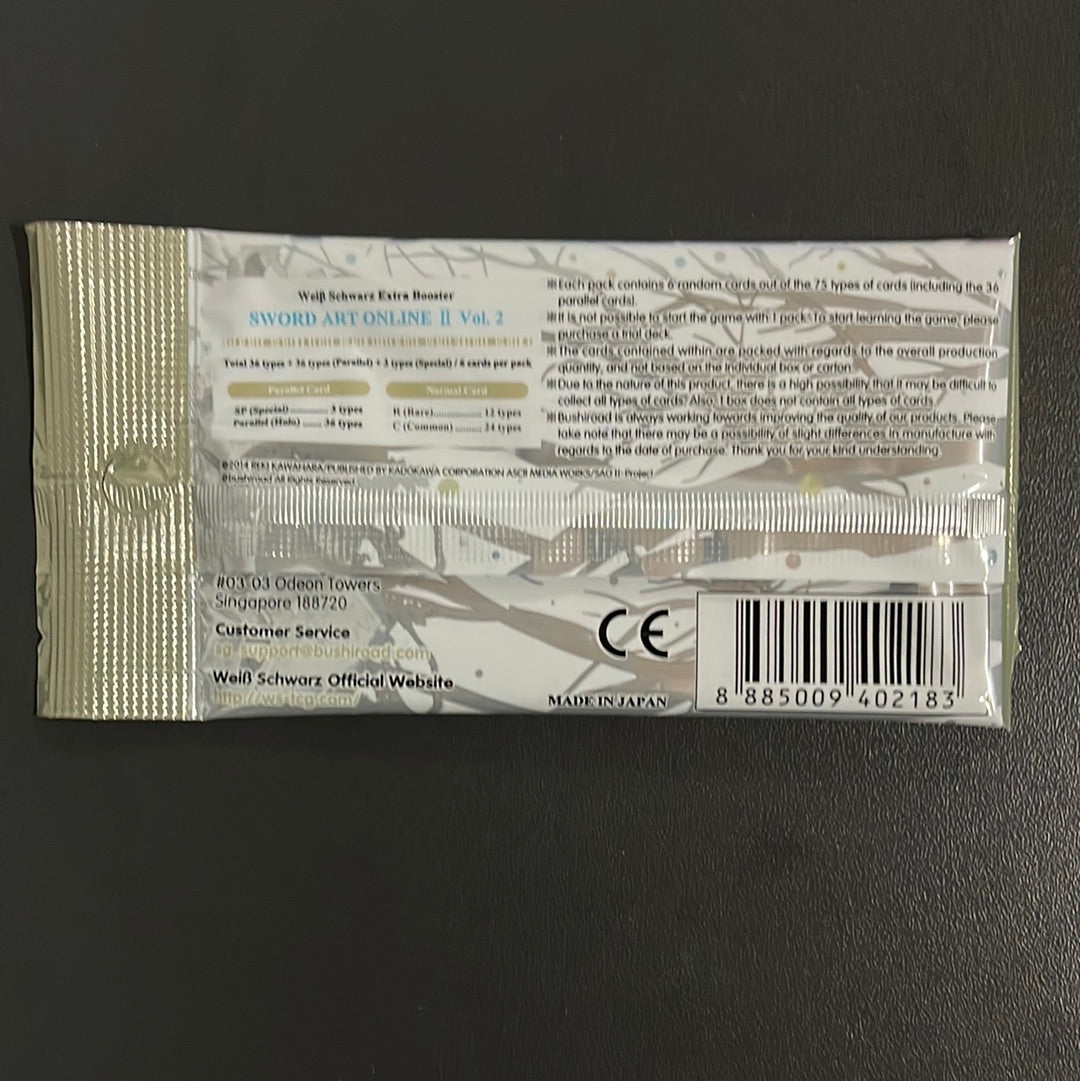 Weiß Schwarz Extra Booster
SWORD ART ONLINE II Vol. 2
Total 36 types + 36 types (Parallel) + 3 types (Special) / 6 cards per pack
Parallel Card
SP (Special)............ 3 types
Parallel (Holo) ...... 36 types
Normal Card
R (Rare)................ 12 types
C (Common) ......... 24 types
※Each pack contains 6 random cards out of the 75 types of cards (including the 36
parallel cards).
※It is not possible to start the game with 1 pack. To start learning the game, please
purchase a trial deck.
※The cards contained within are packed with regards to the overall production
quantity, and not based on the individual box or carton.
※Due to the nature of this product, there is a high possibility that it may be difficult to
collect all types of cards. Also, 1 box does not contain all types of cards.
※Bushiroad is always working towards improving the quality of our products. Please
take note that there may be a possibility of slight differences in manufacture with
regards to the date of purchase. Thank you for your kind understanding.
©2014 REKI KAWAHARA/PUBLISHED BY KADOKAWA CORPORATION ASCII MEDIA WORKS/SAO II Project
©bushiroad All Rights Reserved.
#03-03 Odeon Towers
Singapore 188720
Customer Service
sg_support@bushiroad.com
Weiß Schwarz Official Website
http://ws-tcg.com/
CE
MADE IN JAPAN
8 885009 402183